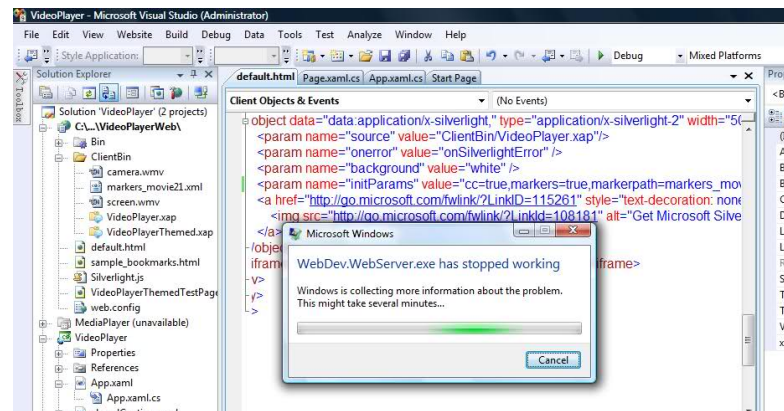 VideoPlayer - Microsoft Visual Studio (Administrator)
File Edit View Website Build Debug Data Tools Test Analyze Window Help
Style Application: Debug Mixed Platforms
Toolbox
Solution Explorer
default.html Page.xaml.cs App.xaml.cs Start Page
Client Objects & Events (No Events)
Solution 'VideoPlayer' (2 projects)
C:\...\VideoPlayerWeb\
Bin
ClientBin
camera.wmv
markers_movie21.xml
screen.wmv
VideoPlayer.xap
VideoPlayerThemed.xap
default.html
sample_bookmarks.html
Silverlight.js
VideoPlayerThemedTestPage
web.config
MediaPlayer (unavailable)
VideoPlayer
Properties
References
App.xaml
App.xaml.cs
object data="data:application/x-silverlight," type="application/x-silverlight-2" width="50
<param name="source" value="ClientBin/VideoPlayer.xap"/>
<param name="onerror" value="onSilverlightError" />
<param name="background" value="white" />
<param name="initParams" value="cc=true,markers=true,markerpath=markers_mov
<a href="http://go.microsoft.com/fwlink/?LinkID=115261" style="text-decoration: none
<img src="http://go.microsoft.com/fwlink/?LinkId=108181" alt="Get Microsoft Silve
</a>
/obje
iframe iframe>
v>
y>
>
Microsoft Windows
WebDev.WebServer.exe has stopped working
Windows is collecting more information about the problem.
This might take several minutes...
Cancel